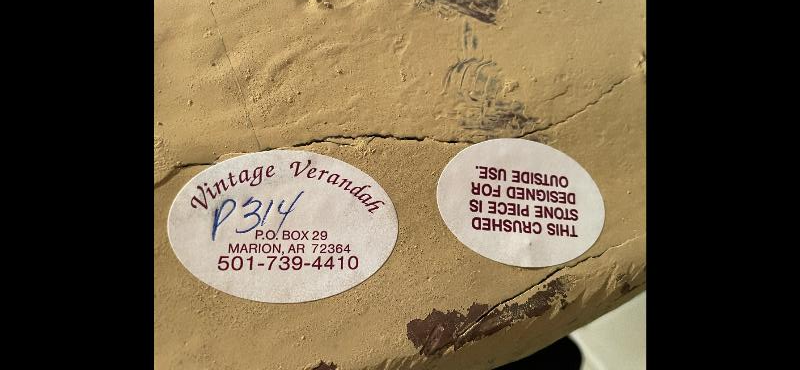 Vintage Verandah
P314
P.O. BOX 29
MARION, AR 72364
501-739-4410
THIS CRUSHED
STONE PIECE IS
DESIGNED FOR
OUTSIDE USE.